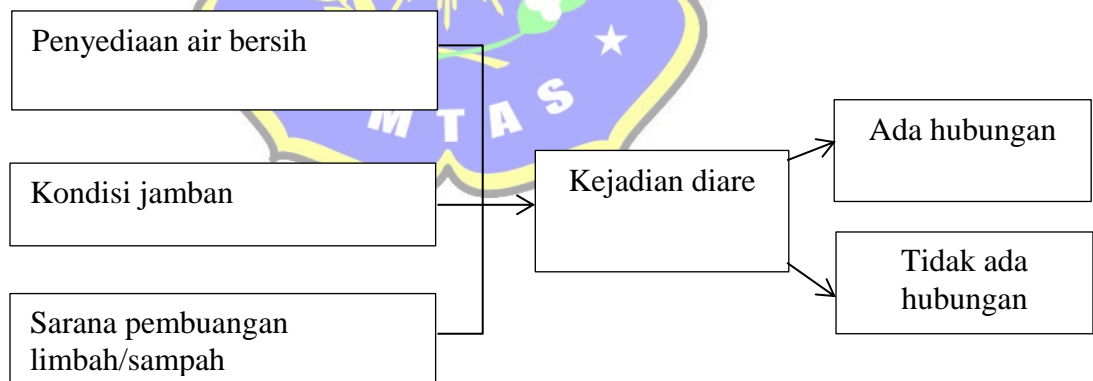 Penyediaan air bersih
Kondisi jamban
Sarana pembuangan
limbah/sampah
Kejadian diare
Ada hubungan
Tidak ada
hubungan
M T A S